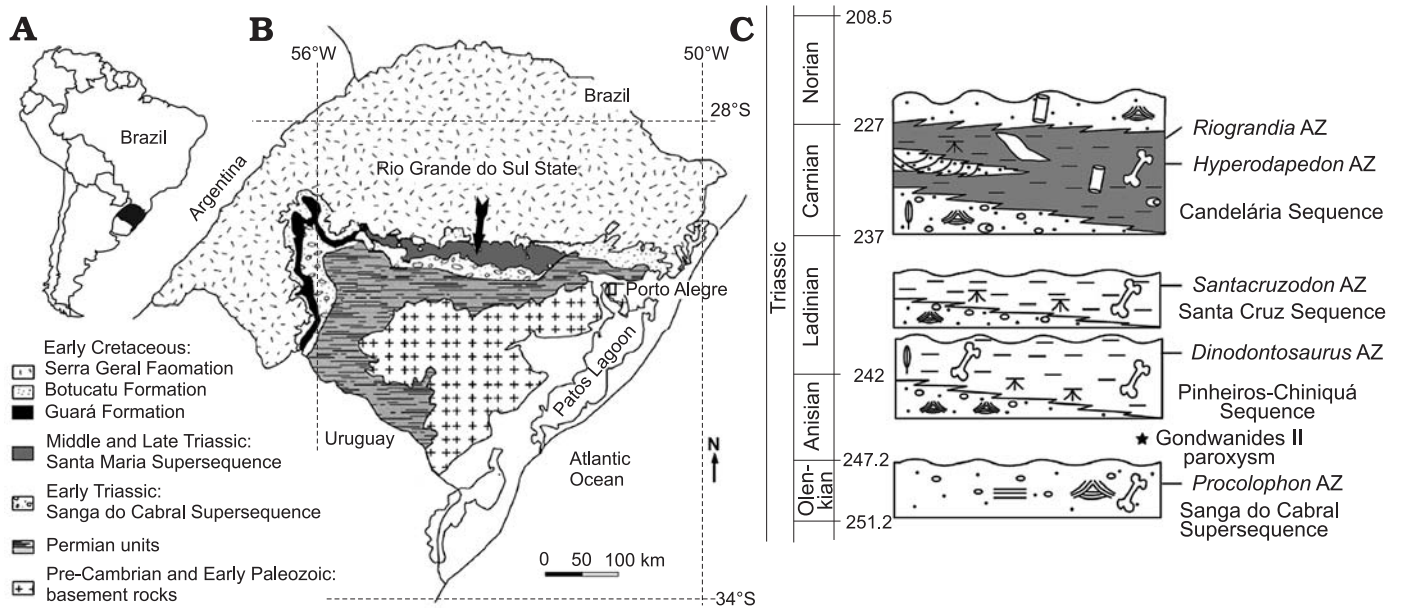 A
Brazil
B
56°W
50°W
Brazil
28°S
Rio Grande do Sul State
Argentina
Porto Alegre
Patos Lagoon
Uruguay
Atlantic
Ocean
N
0 50 100 km
34°S
Early Cretaceous:
Serra Geral Faomation
Botucatu Formation
Guará Formation
Middle and Late Triassic:
Santa Maria Supersequence
Early Triassic:
Sanga do Cabral Supersequence
Permian units
Pre-Cambrian and Early Paleozoic:
basement rocks
C
Triassic
Norian
Carnian
Ladinian
Anisian
Olen-
kian
208.5
227
237
242
247.2
251.2
Riograndia AZ
Hyperodapedon AZ
Candelária Sequence
Santacruzodon AZ
Santa Cruz Sequence
Dinodontosaurus AZ
Pinheiros-Chiniquá
Sequence
Gondwanides II
paroxysm
Procolophon AZ
Sanga do Cabral
Supersequence